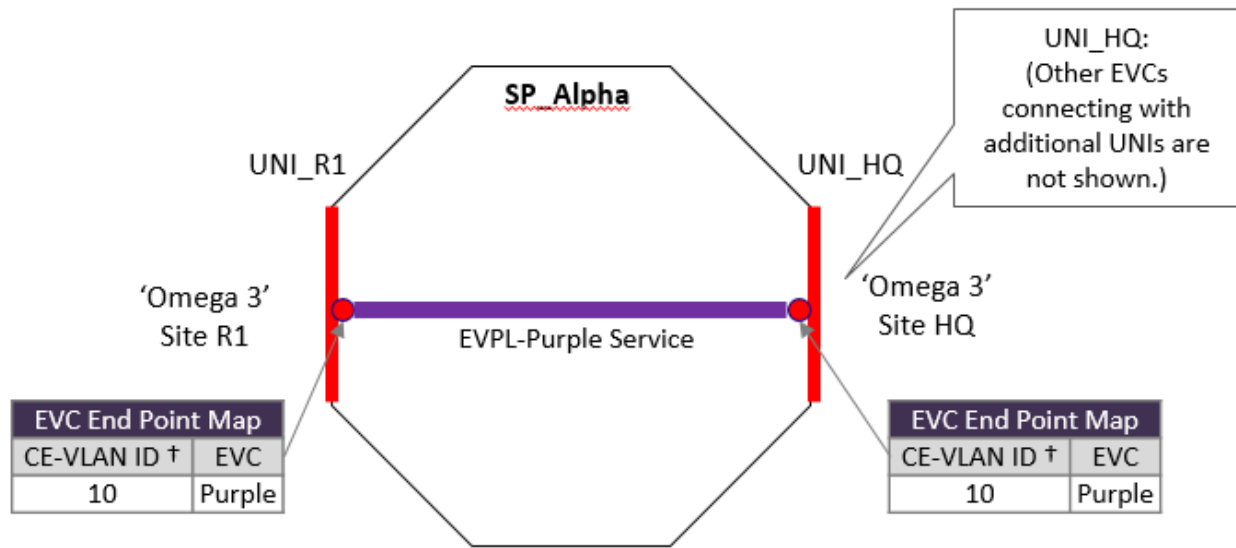 SP_Alpha
UNI_HQ:
(Other EVCs
connecting with
additional UNIs are
not shown.)
UNI_R1
UNI_HQ
‘Omega 3’
Site R1
EVPL-Purple Service
‘Omega 3’
Site HQ
EVC End Point Map
CE-VLAN ID † EVC
10 Purple
EVC End Point Map
CE-VLAN ID † EVC
10 Purple